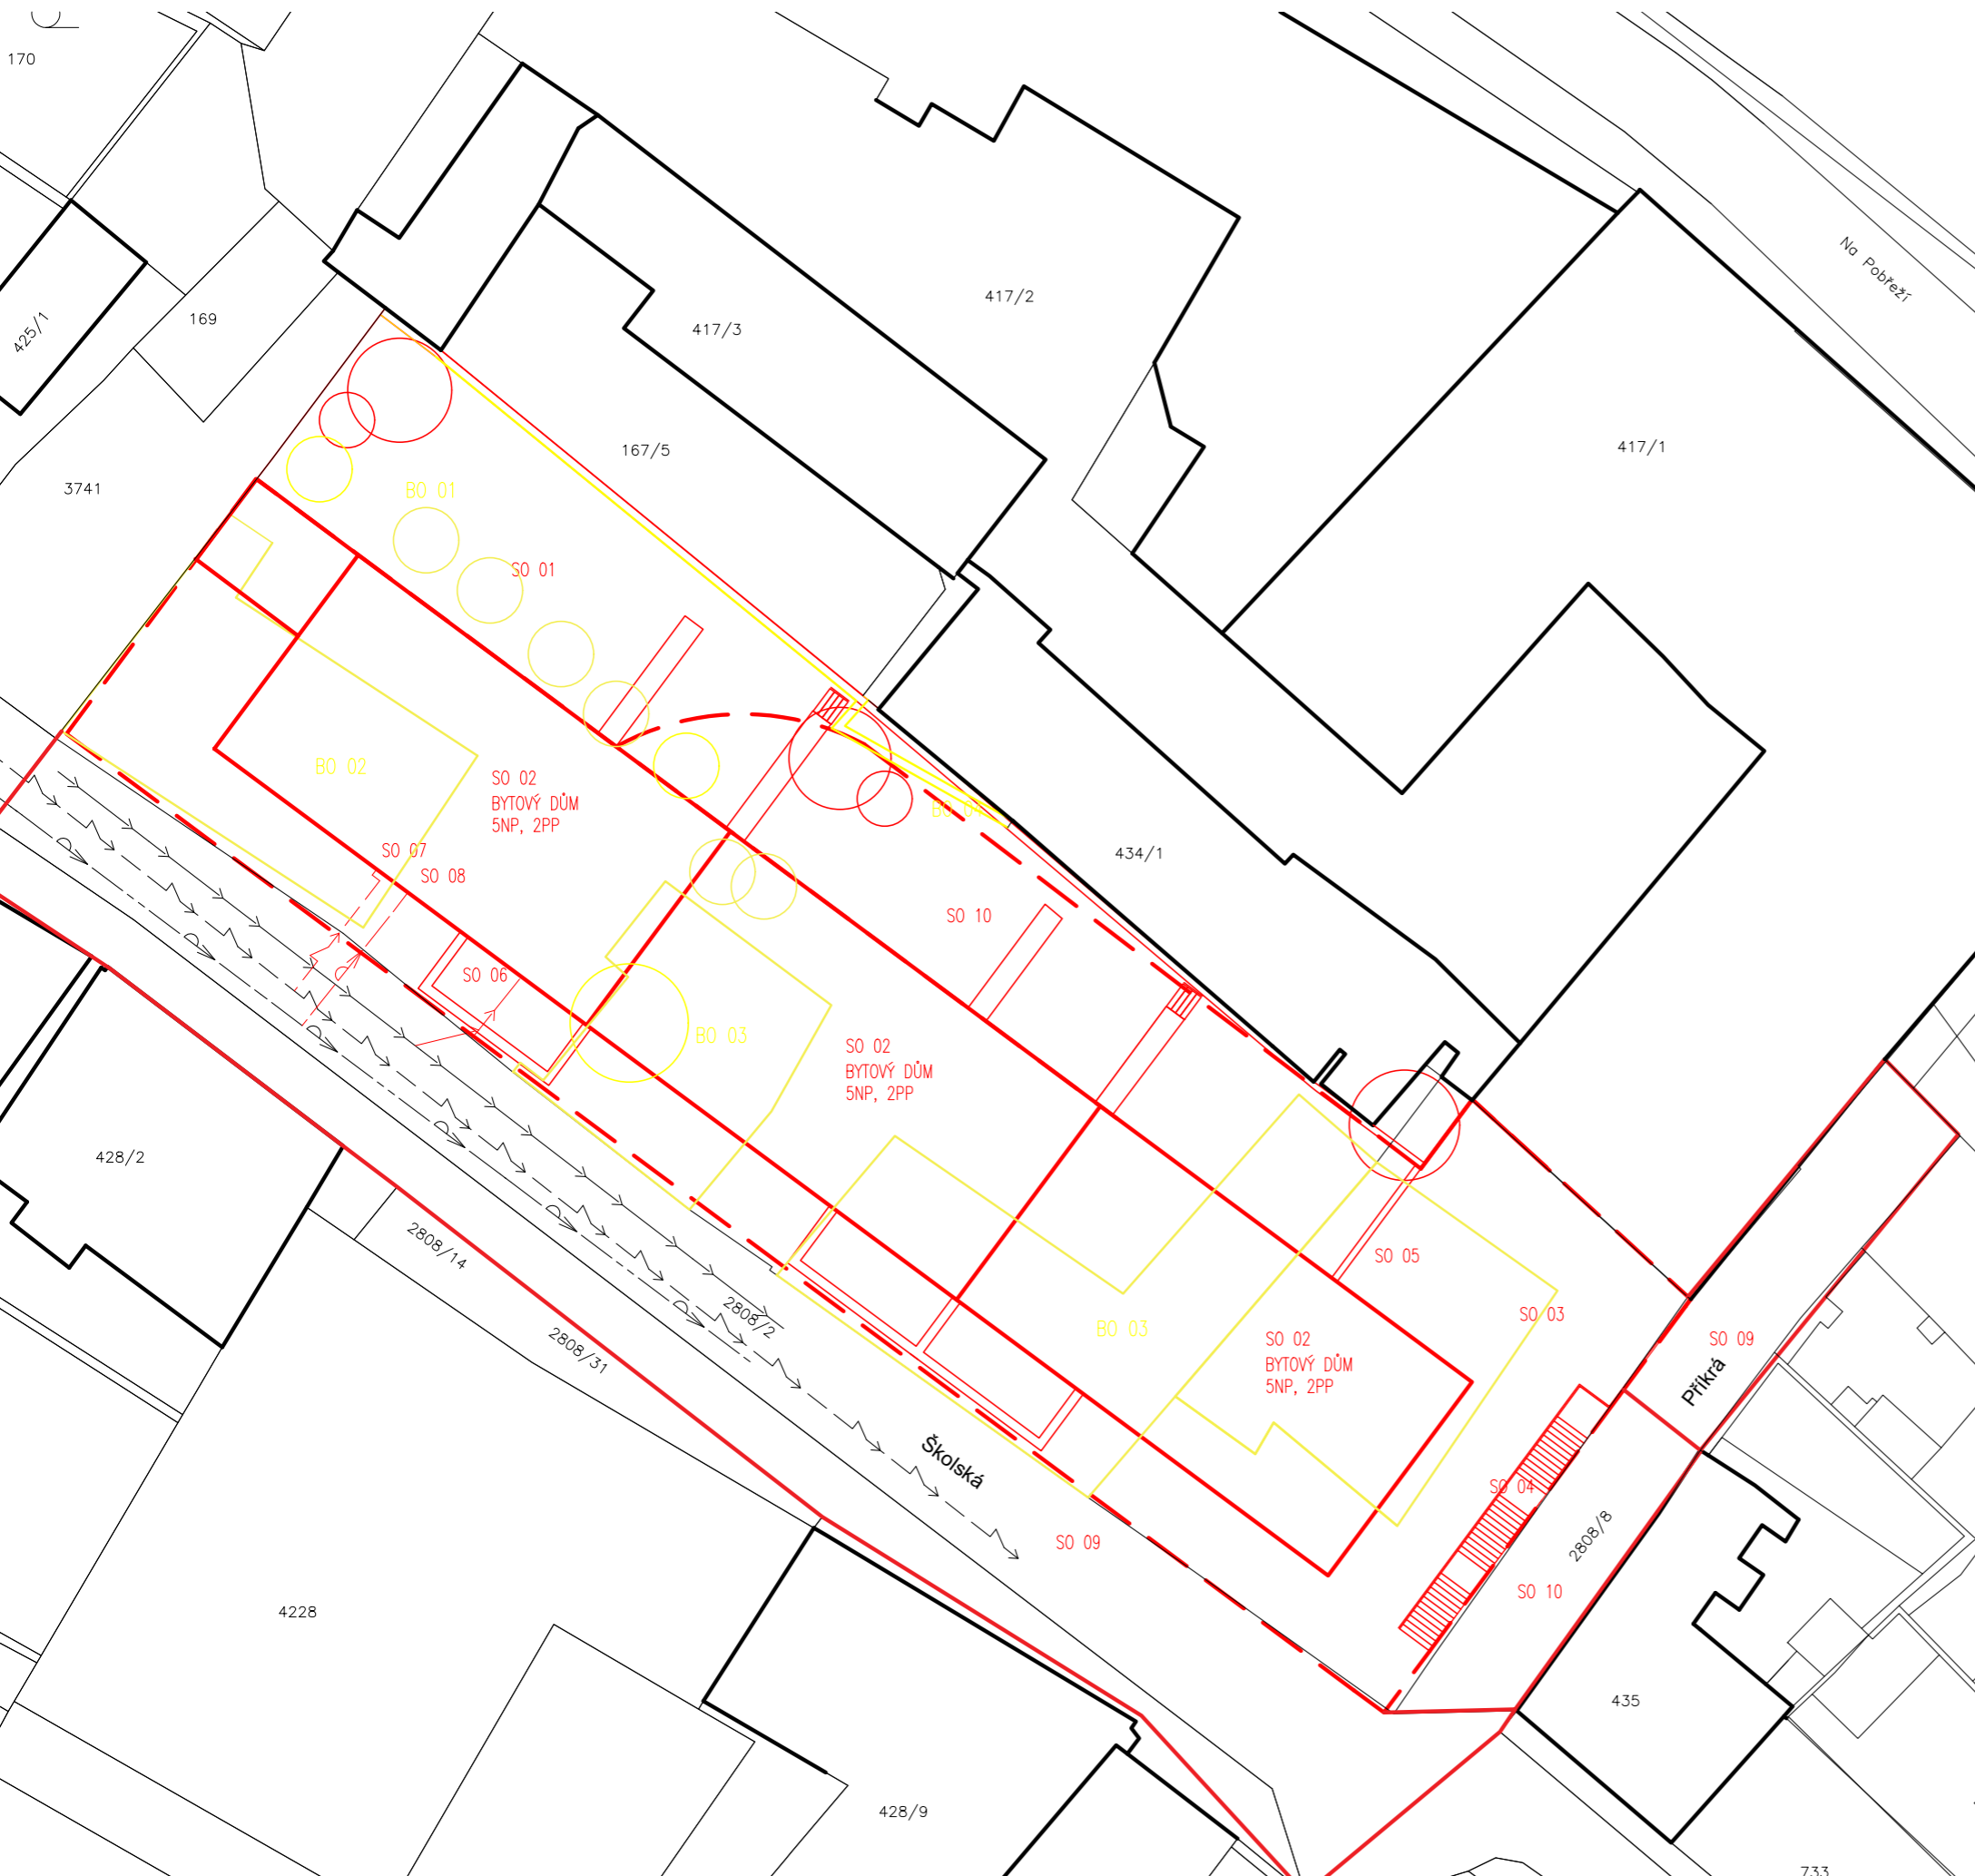 170
Na Pobřeží
417/2
425/1
169
417/3
417/1
167/5
3741
BO 01
SO 01
BO 02
SO 02
BYTOVÝ DŮM
5NP, 2PP
434/1
SO 07
SO 08
SO 10
SO 06
BO 03
SO 02
BYTOVÝ DŮM
5NP, 2PP
428/2
2808/14
SO 05
2808/2
SO 03
BO 03
SO 02
BYTOVÝ DŮM
5NP, 2PP
SO 09
Příkrá
2808/31
Školská
SO 04
SO 09
2808/8
SO 10
4228
435
428/9
733